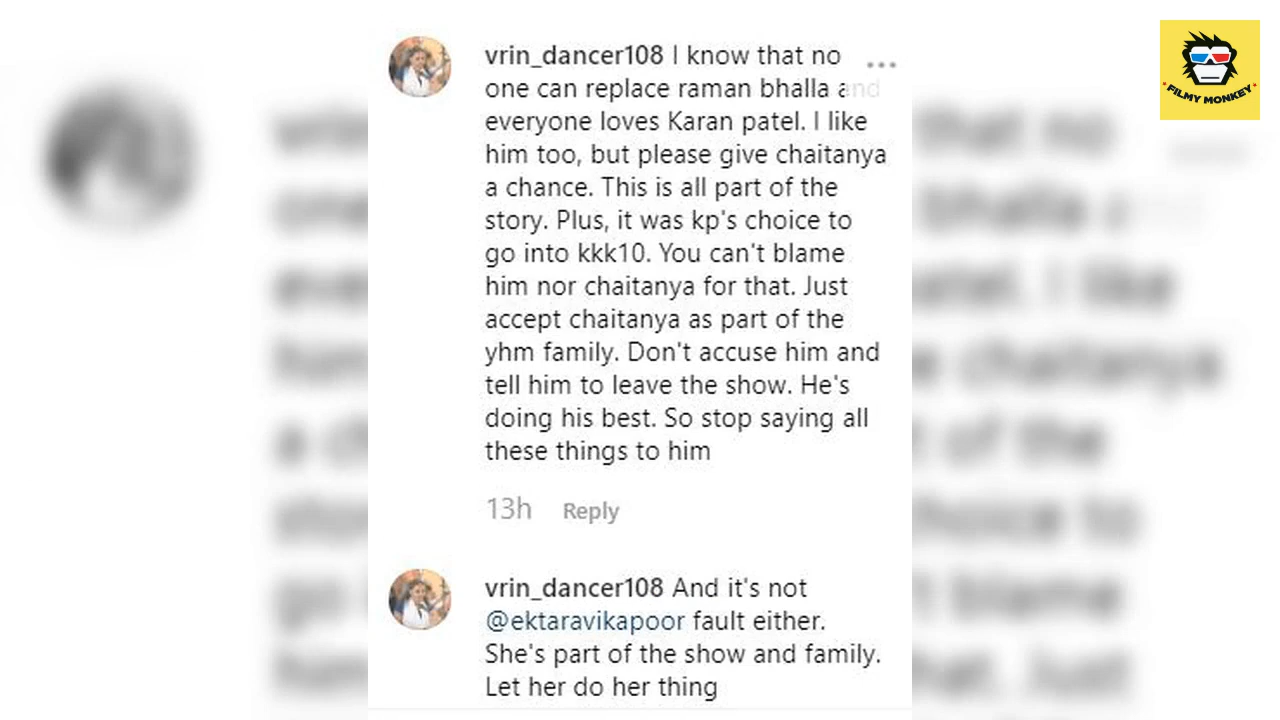 vrin_dancer108 I know that no
one can replace raman bhalla and
everyone loves Karan patel. I like
him too, but please give chaitanya
a chance. This is all part of the
story. Plus, it was kp's choice to
go into kkk10. You can't blame
him nor chaitanya for that. Just
accept chaitanya as part of the
yhm family. Don't accuse him and
tell him to leave the show. He's
doing his best. So stop saying all
these things to him
13h Reply
vrin_dancer108 And it's not
@ektaravikapoor fault either.
She's part of the show and family.
Let her do her thing
FILMY MONKEY